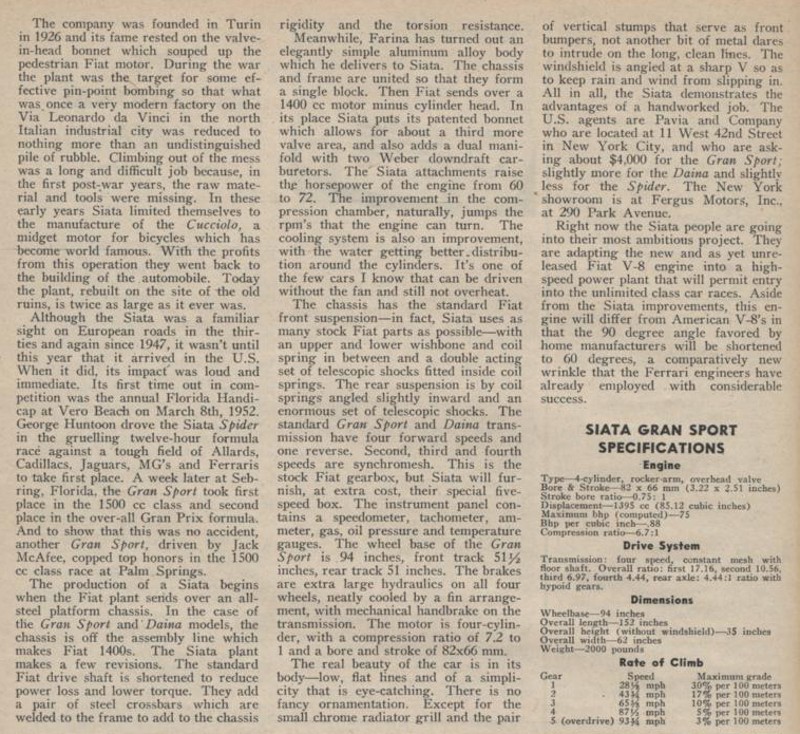 The company was founded in Turin
in 1926 and its fame rested on the valve-
in-head bonnet which souped up the
pedestrian Fiat motor. During the war
the plant was the target for some ef-
fective pin-point bombing so that what
was once a very modern factory on the
Via Leonardo da Vinci in the north
Italian industrial city was reduced to
nothing more than an undistinguished
pile of rubble. Climbing out of the mess
was a long and difficult job because, in
the first post-war years, the raw mate-
rial and tools were missing. In these
early years Siata limited themselves to
the manufacture of the Cucciolo, a
midget motor for bicycles which has
become world famous. With the profits
from this operation they went back to
the building of the automobile. Today
the plant, rebuilt on the site of the old
ruins, is twice as large as it ever was.
Although the Siata was a familiar
sight on European roads in the thir-
ties and again since 1947, it wasn't until
this year that it arrived in the U.S.
When it did, its impact was loud and
immediate. Its first time out in com-
petition was the annual Florida Handi-
cap at Vero Beach on March 8th, 1952.
George Huntoon drove the Siata Spider
in the gruelling twelve-hour formula
race against a tough field of Allards,
Cadillacs, Jaguars, MG's and Ferraris
to take first place. A week later at Seb-
ring, Florida, the Gran Sport took first
place in the 1500 cc class and second
place in the over-all Gran Prix formula.
And to show that this was no accident,
another Gran Sport, driven by Jack
McAfee, copped top honors in the 1500
cc class race at Palm Springs.
The production of a Siata begins
when the Fiat plant sends over an all-
steel platform chassis. In the case of
the Gran Sport and Daina models, the
chassis is off the assembly line which
makes Fiat 1400s. The Siata plant
makes a few revisions. The standard
Fiat drive shaft is shortened to reduce
power loss and lower torque. They add
a pair of steel crossbars which are
welded to the frame to add to the chassis
rigidity and the torsion resistance.
Meanwhile, Farina has turned out an
elegantly simple aluminum alloy body
which he delivers to Siata. The chassis
and frame are united so that they form
a single block. Then Fiat sends over a
1400 cc motor minus cylinder head. In
its place Siata puts its patented bonnet
which allows for about a third more
valve area, and also adds a dual mani-
fold with two Weber downdraft car-
buretors. The Siata attachments raise
the horsepower of the engine from 60
to 72. The improvement in the com-
pression chamber, naturally, jumps the
rpm's that the engine can turn. The
cooling system is also an improvement,
with the water getting better distribu-
tion around the cylinders. It's one of
the few cars I know that can be driven
without the fan and still not overheat.
The chassis has the standard Fiat
front suspension—in fact, Siata uses as
many stock Fiat parts as possible—with
an upper and lower wishbone and coil
spring in between and a double acting
set of telescopic shocks fitted inside coil
springs. The rear suspension is by coil
springs angled slightly inward and an
enormous set of telescopic shocks. The
standard Gran Sport and Daina trans-
mission have four forward speeds and
one reverse. Second, third and fourth
speeds are synchromesh. This is the
stock Fiat gearbox, but Siata will fur-
nish, at extra cost, their special five-
speed box. The instrument panel con-
tains a speedometer, tachometer, am-
meter, gas, oil pressure and temperature
gauges. The wheel base of the Gran
Sport is 94 inches, front track 51½
inches, rear track 51 inches. The brakes
are extra large hydraulics on all four
wheels, neatly cooled by a fin arrange-
ment, with mechanical handbrake on the
transmission. The motor is four-cylin-
der, with a compression ratio of 7.2 to
1 and a bore and stroke of 82x66 mm.
The real beauty of the car is in its
body—low, flat lines and of a simpli-
city that is eye-catching. There is no
fancy ornamentation. Except for the
small chrome radiator grill and the pair
of vertical stumps that serve as front
bumpers, not another bit of metal dares
to intrude on the long, clean lines. The
windshield is angled at a sharp V so as
to keep rain and wind from slipping in.
All in all, the Siata demonstrates the
advantages of a handworked job. The
U.S. agents are Pavia and Company
who are located at 11 West 42nd Street
in New York City, and who are ask-
ing about $4,000 for the Gran Sport;
slightly more for the Daina and slightly
less for the Spider. The New York
showroom is at Fergus Motors, Inc.,
at 290 Park Avenue.
Right now the Siata people are going
into their most ambitious project. They
are adapting the new and as yet unre-
leased Fiat V-8 engine into a high-
speed power plant that will permit entry
into the unlimited class car races. Aside
from the Siata improvements, this en-
gine will differ from American V-8's in
that the 90 degree angle favored by
home manufacturers will be shortened
to 60 degrees, a comparatively new
wrinkle that the Ferrari engineers have
already employed with considerable
success.
SIATA GRAN SPORT
SPECIFICATIONS
Engine
Type—4-cylinder, rocker-arm, overhead valve
Bore & Stroke—82 x 66 mm (3.22 x 2.51 inches)
Stroke bore ratio—0.75: 1
Displacement—1395 cc (85.12 cubic inches)
Maximum bhp (computed)—75
Bhp per cubic inch—.88
Compression ratio—6.7:1
Drive System
Transmission: four speed, constant mesh with
floor shaft. Overall ratio: first 17.16, second 10.56,
third 6.97, fourth 4.44, rear axle: 4.44:1 ratio with
hypoid gears.
Dimensions
Wheelbase—94 inches
Overall length—152 inches
Overall height (without windshield)—35 inches
Overall width—62 inches
Weight—2000 pounds
Rate of Climb
Gear Speed Maximum grade
1 28½ mph 30% per 100 meters
2 43¾ mph 17% per 100 meters
3 65½ mph 10% per 100 meters
4 87½ mph 5% per 100 meters
5 (overdrive) 93¾ mph 3% per 100 meters